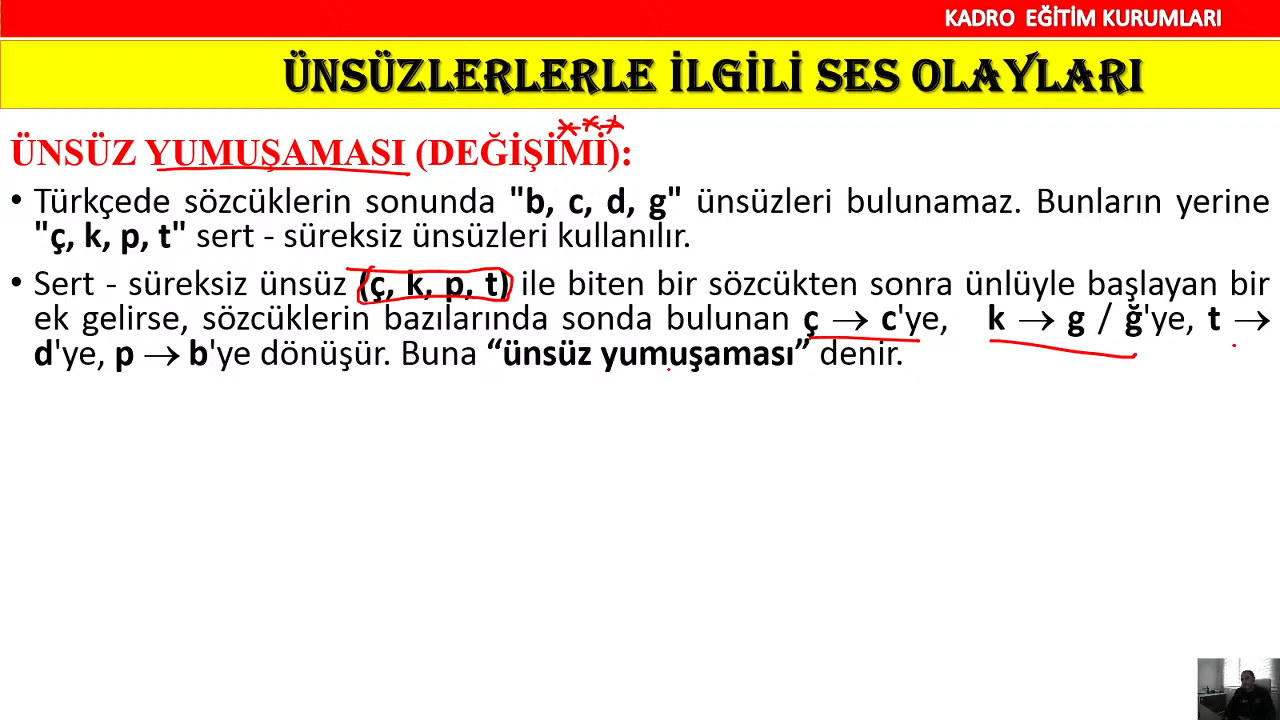 KADRO EĞİTİM KURUMLARI
ÜNSÜZLERLERLE İLGİLİ SES OLAYLARI
ÜNSÜZ YUMUŞAMASI (DEĞİŞİMİ):
• Türkçede sözcüklerin sonunda "b, c, d, g" ünsüzleri bulunamaz. Bunların yerine
"ç, k, p, t" sert - süreksiz ünsüzleri kullanılır.
• Sert - süreksiz ünsüz (ç, k, p, t) ile biten bir sözcükten sonra ünlüyle başlayan bir
ek gelirse, sözcüklerin bazılarında sonda bulunan ç → c'ye, k → g / ğ'ye, t →
d'ye, p → b'ye dönüşür. Buna “ünsüz yumuşaması” denir.